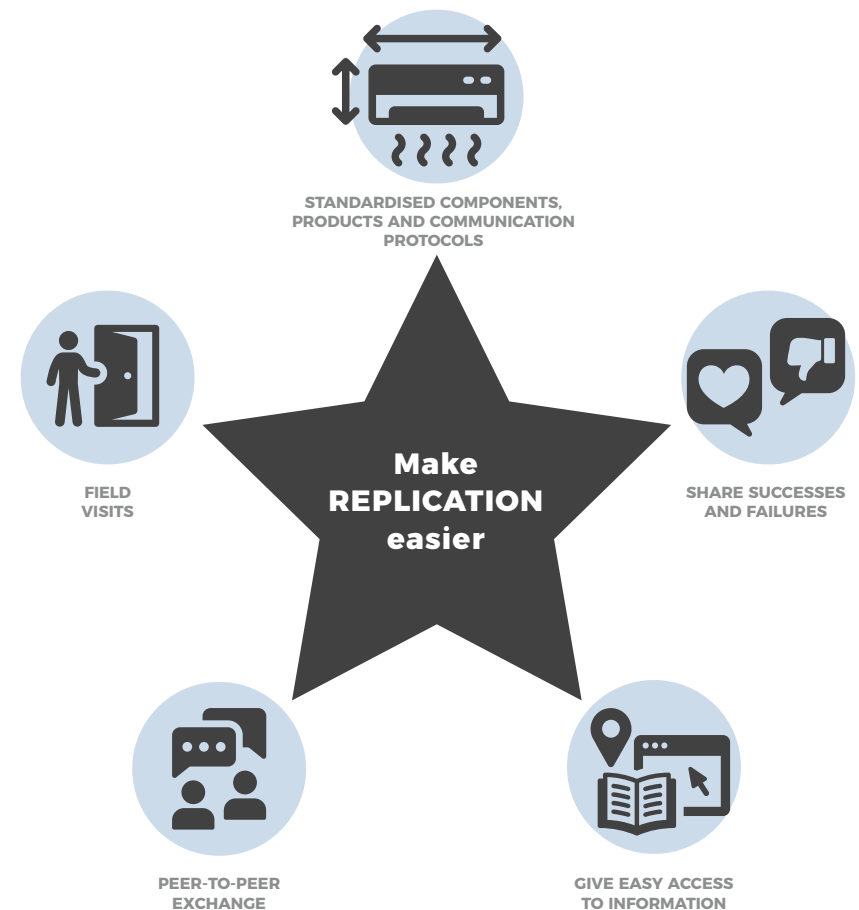 STANDARDISED COMPONENTS,
PRODUCTS AND COMMUNICATION
PROTOCOLS
FIELD
VISITS
Make
REPLICATION
easier
SHARE SUCCESSES
AND FAILURES
PEER-TO-PEER
EXCHANGE
GIVE EASY ACCESS
TO INFORMATION